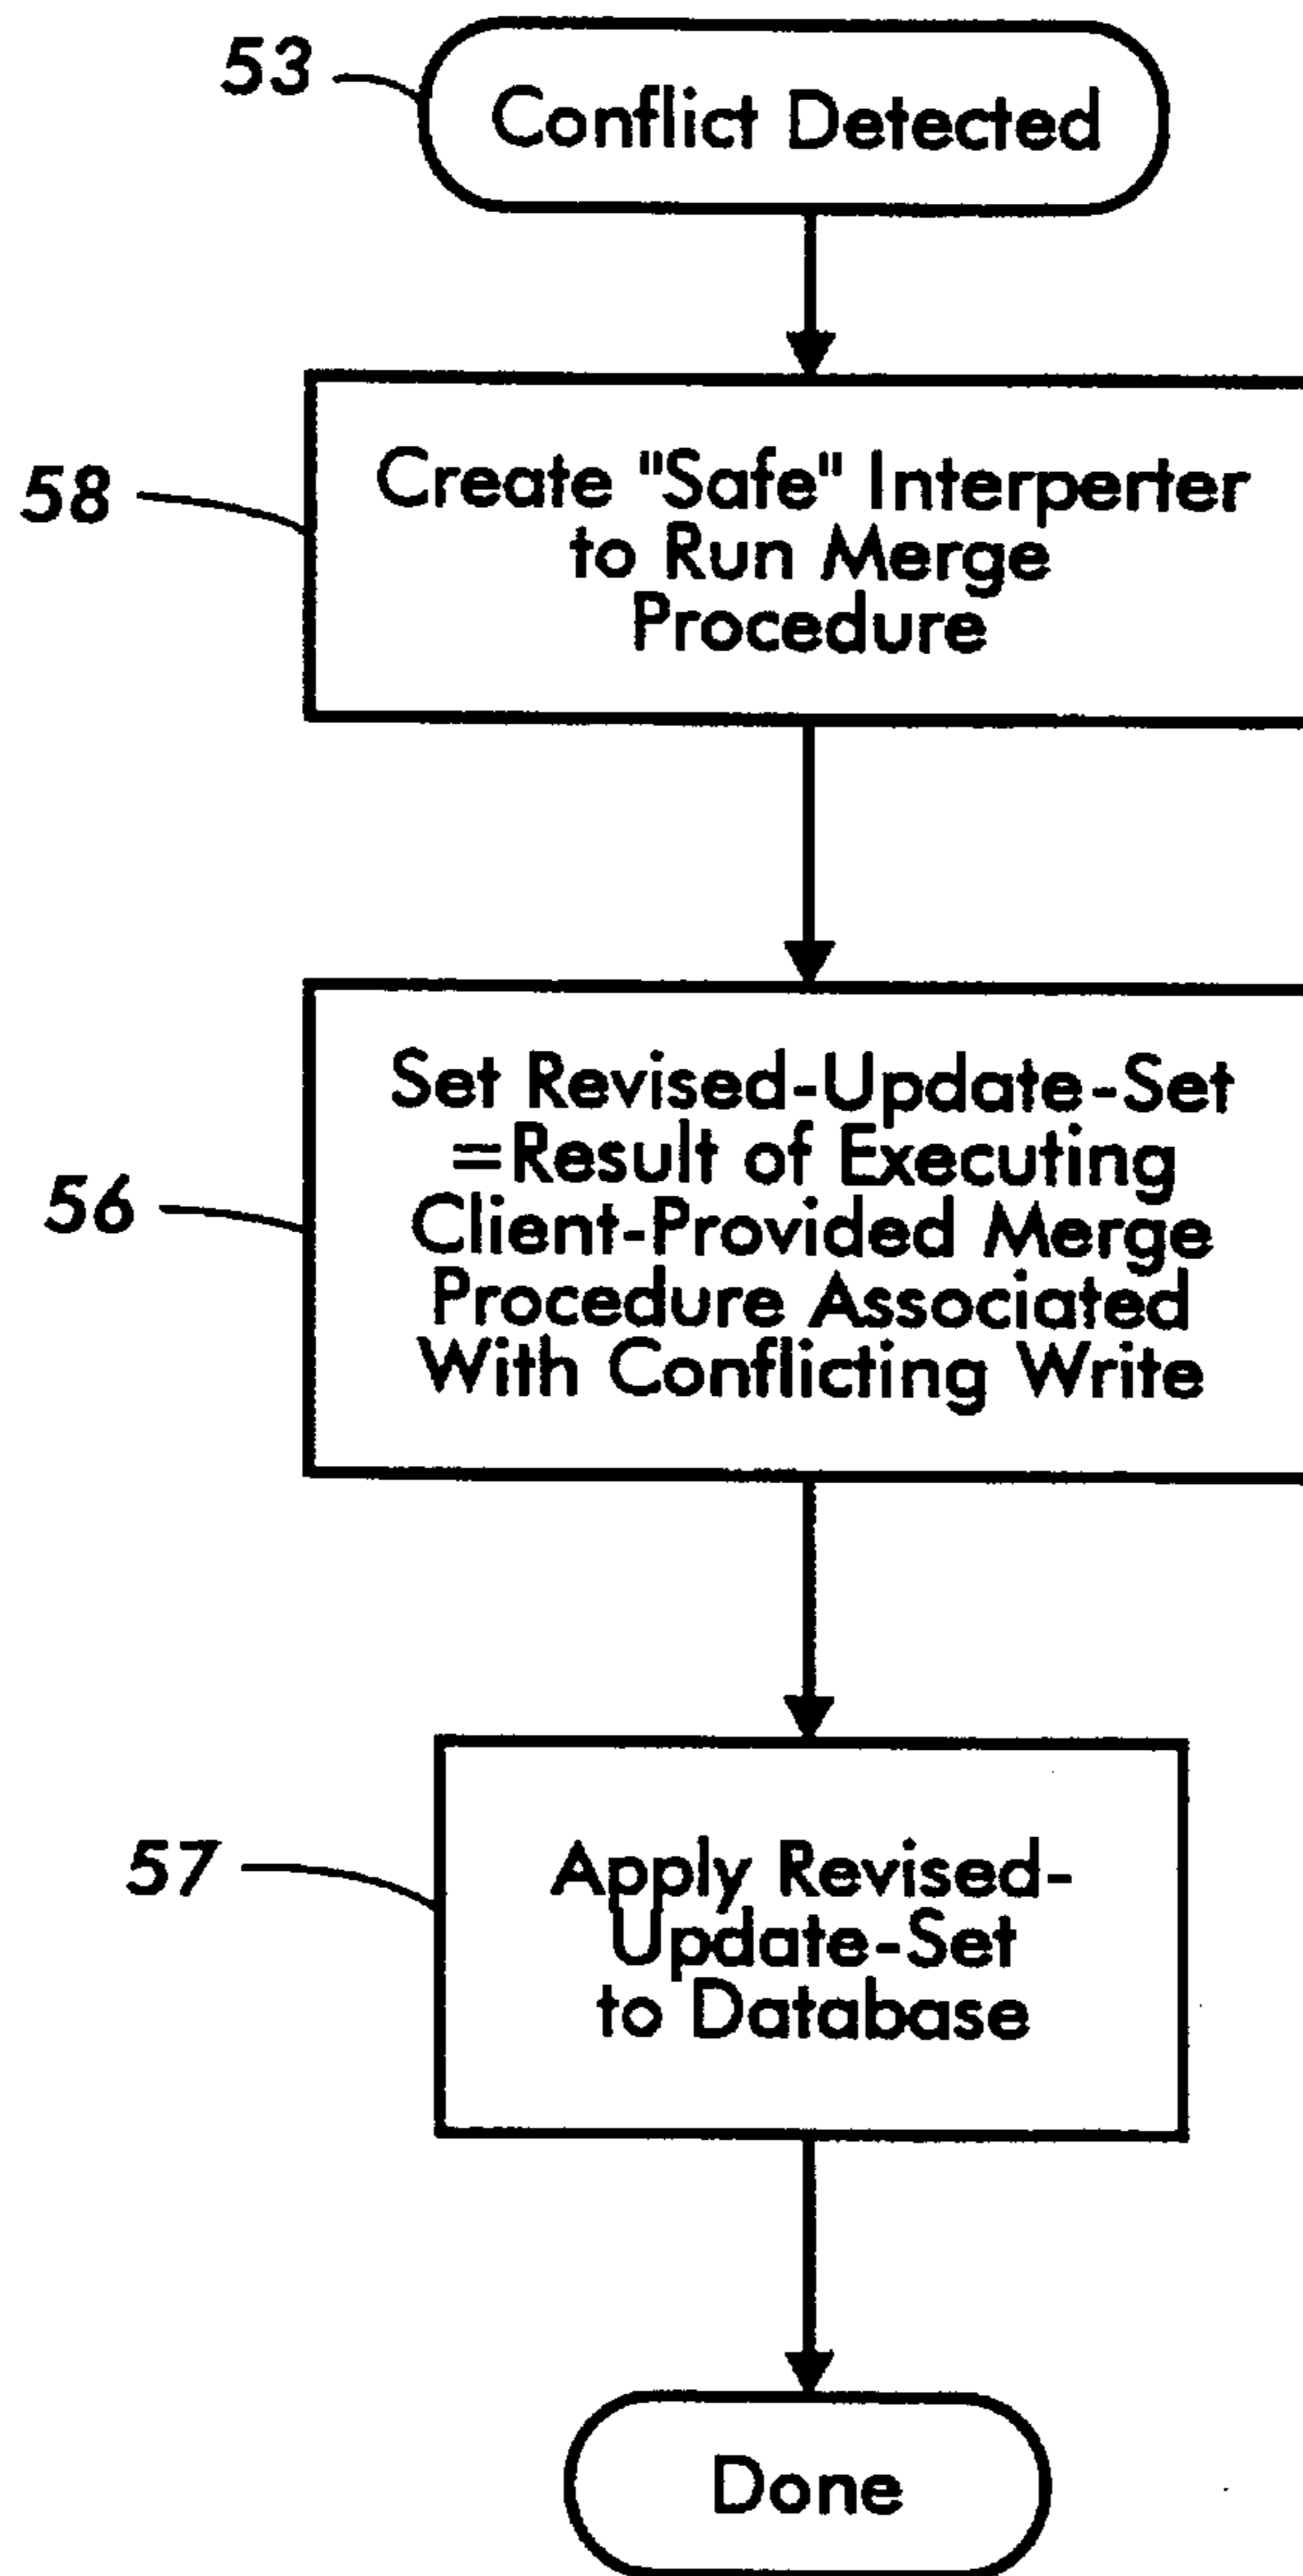 53
Conflict Detected
58
Create "Safe" Interperter
to Run Merge
Procedure
56
Set Revised-Update-Set
=Result of Executing
Client-Provided Merge
Procedure Associated
With Conflicting Write
57
Apply Revised-
Update-Set
to Database
Done